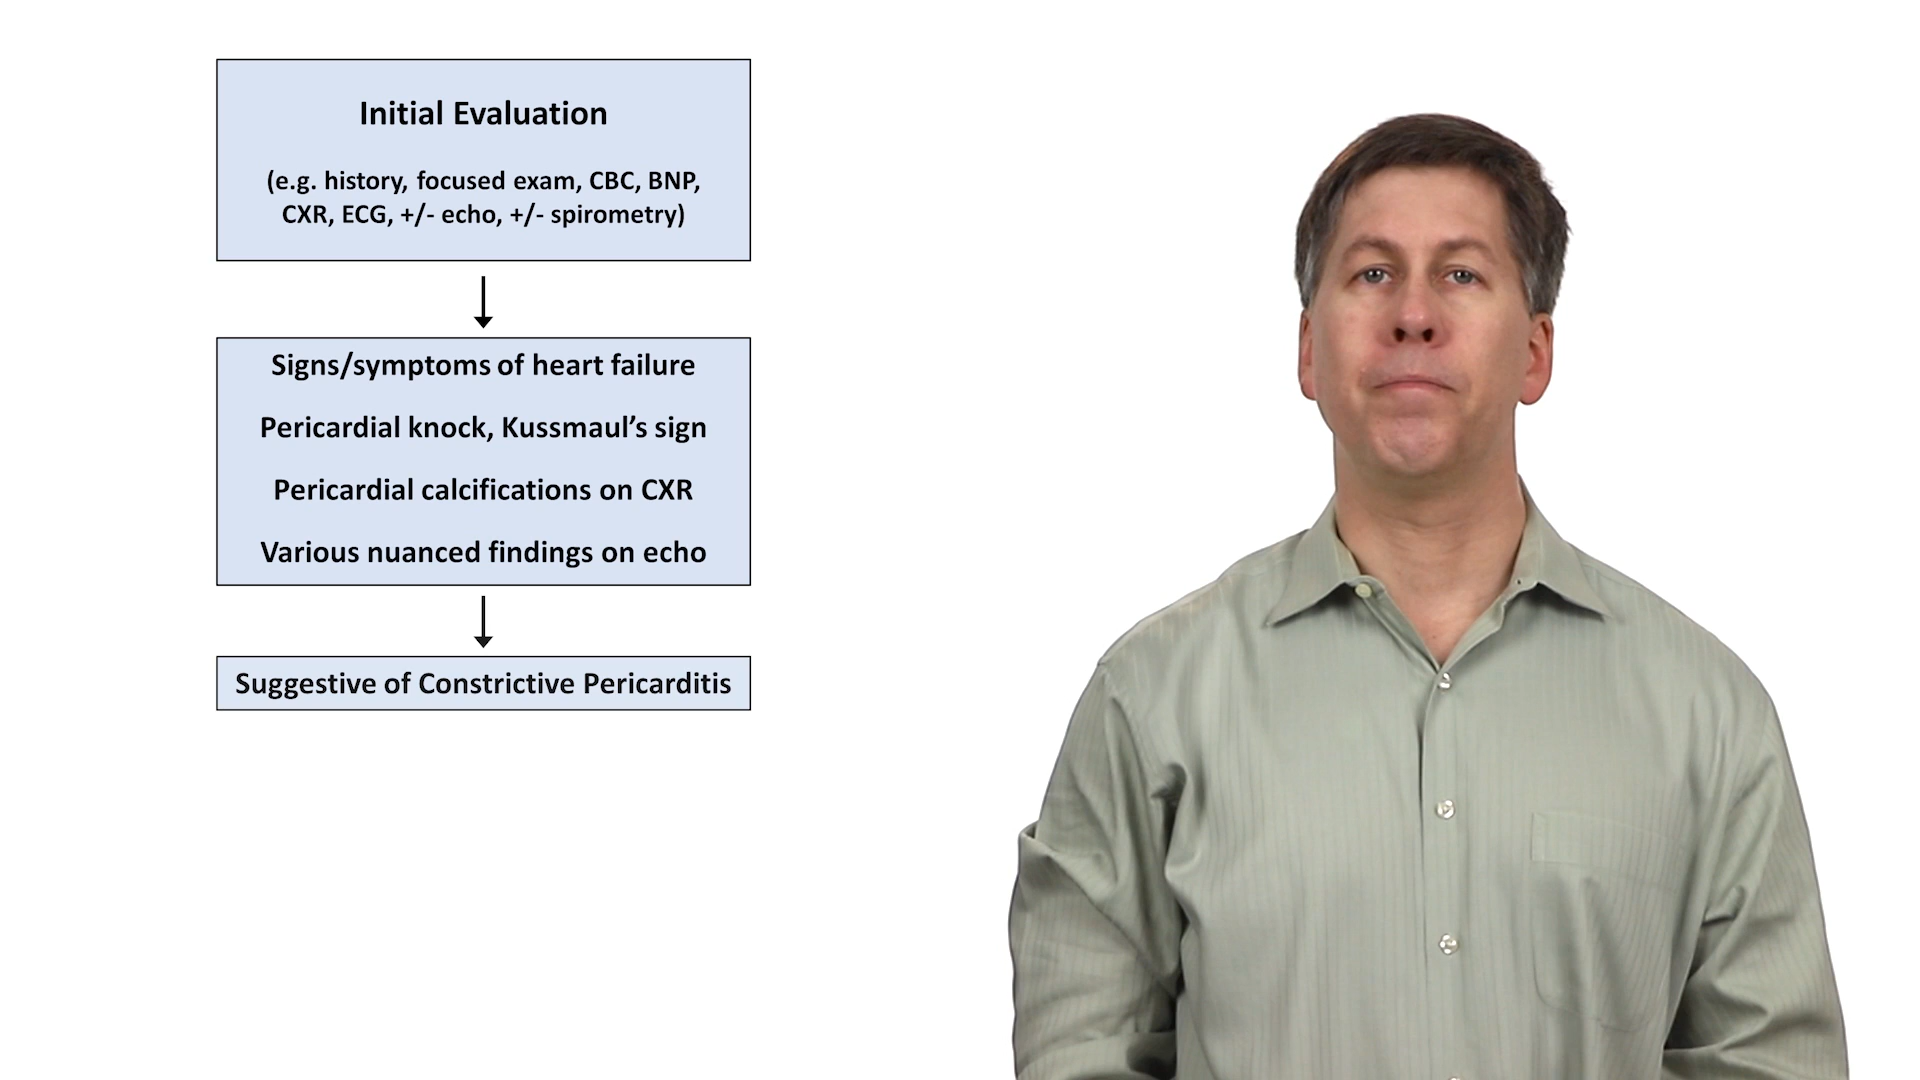 Initial Evaluation
(e.g. history, focused exam, CBC, BNP,
CXR, ECG, +/- echo, +/- spirometry)
Signs/symptoms of heart failure
Pericardial knock, Kussmaul’s sign
Pericardial calcifications on CXR
Various nuanced findings on echo
Suggestive of Constrictive Pericarditis